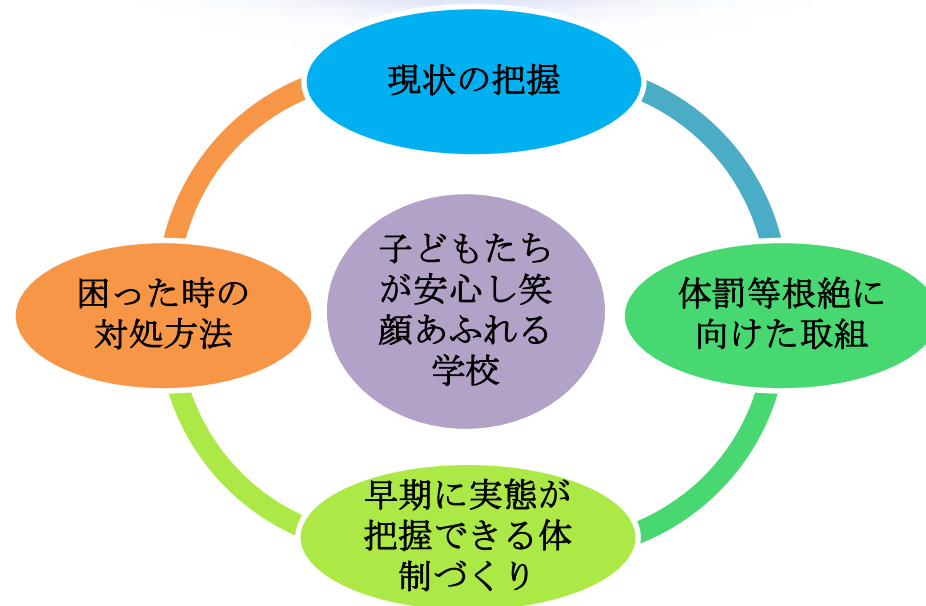 現状の把握
子どもたち
が安心し笑
顔あふれる
学校
困った時の
対処方法
体罰等根絶に
向けた取組
早期に実態が
把握できる体
制づくり